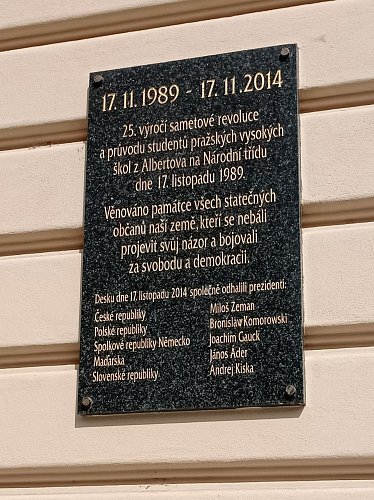 17. 11. 1989 - 17. 11. 2014
25. výročí sametové revoluce
a průvodu studentů pražských vysokých
škol z Albertova na Národní třídu
dne 17. listopadu 1989.
Věnováno památce všech statečných
občanů naší země, kteří se nebáli
projevit svůj názor a bojovali
za svobodu a demokracii.
Desku dne 17. listopadu 2014 společně odhalili prezidenti:
České republiky Miloš Zeman
Polské republiky Bronisław Komorowski
Spolkové republiky Německo Joachim Gauck
Maďarska János Áder
Slovenské republiky Andrej Kiska